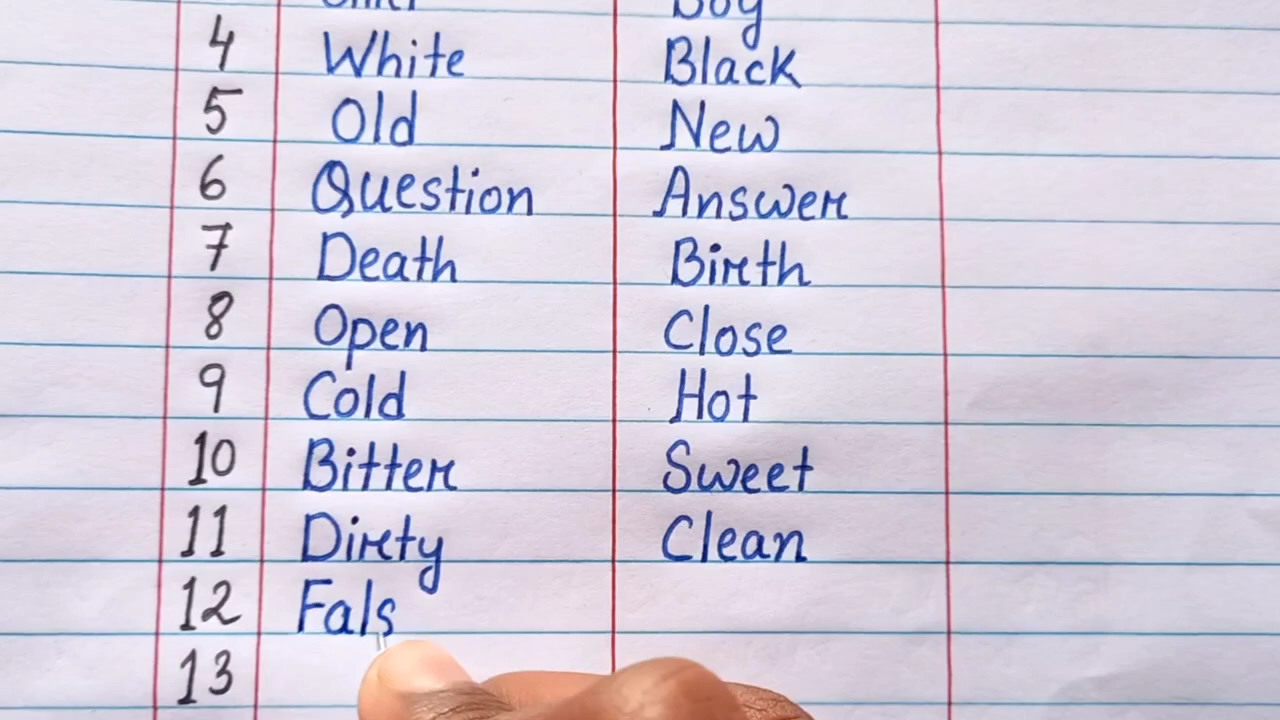 Boy
4 White Black
5 Old New
6 Question Answer
7 Death Birth
8 Open Close
9 Cold Hot
10 Bitter Sweet
11 Dirty Clean
12 Fals
13